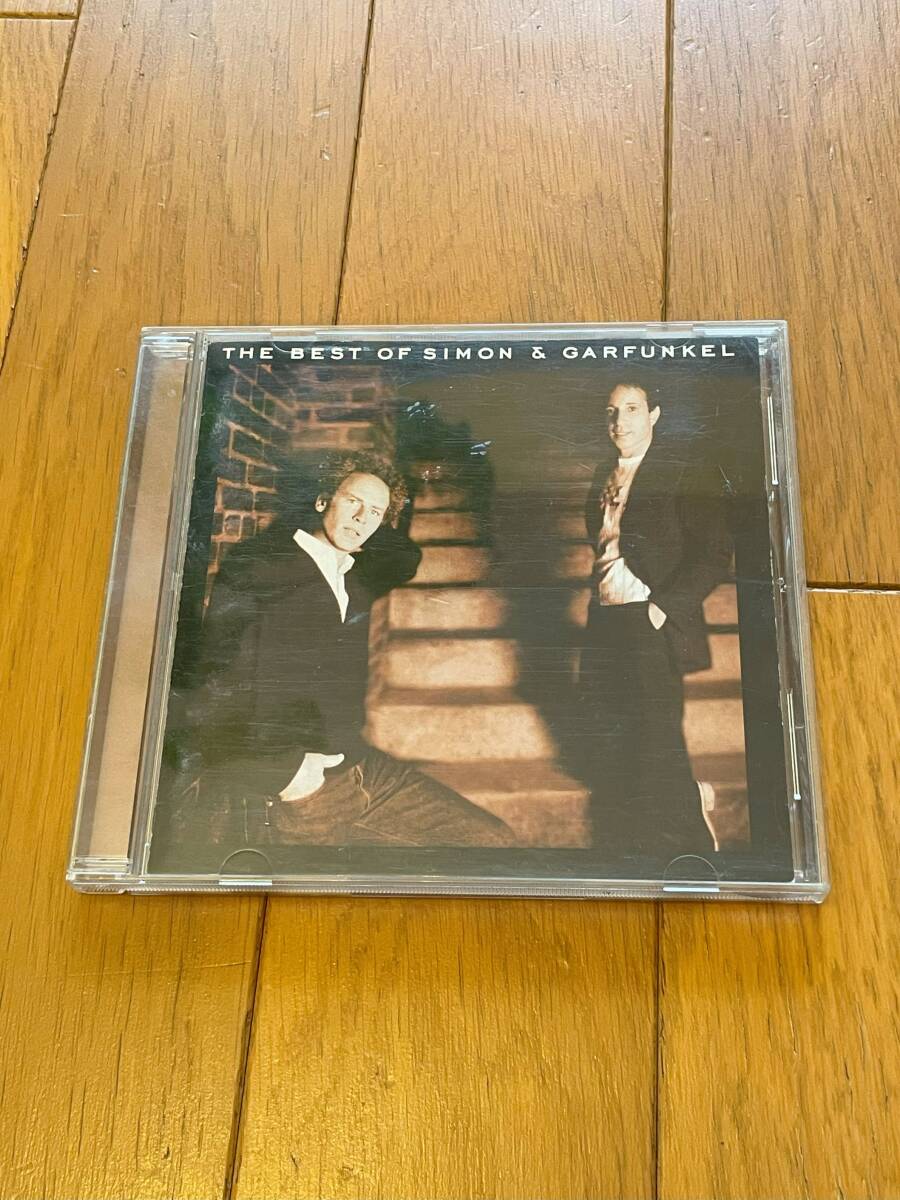 THE BEST OF SIMON & GARFUNKEL